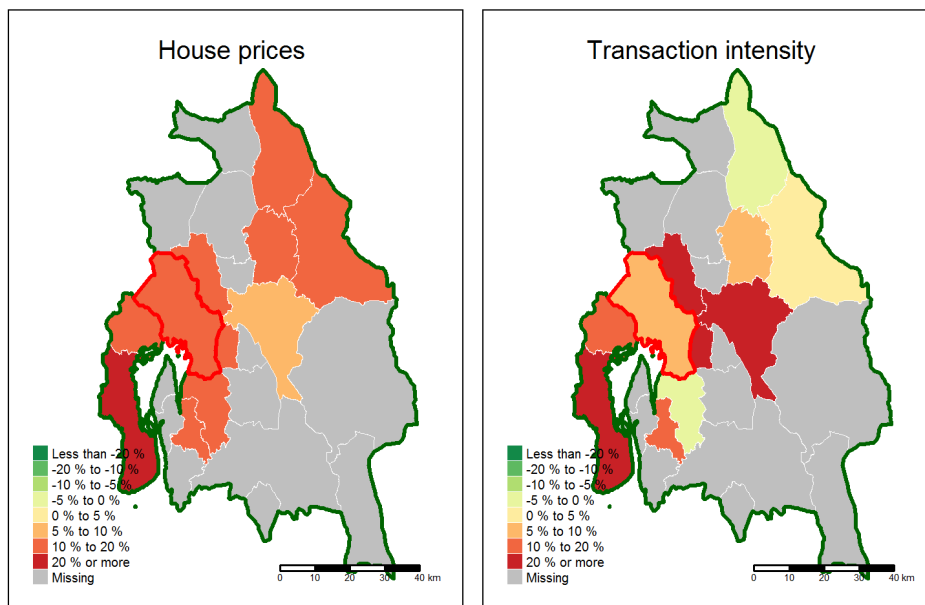 House prices
Less than -20 %
-20 % to -10 %
-10 % to -5 %
-5 % to 0 %
0 % to 5 %
5 % to 10 %
10 % to 20 %
20 % or more
Missing
0 10 20 30 40 km
Transaction intensity
Less than -20 %
-20 % to -10 %
-10 % to -5 %
-5 % to 0 %
0 % to 5 %
5 % to 10 %
10 % to 20 %
20 % or more
Missing
0 10 20 30 40 km